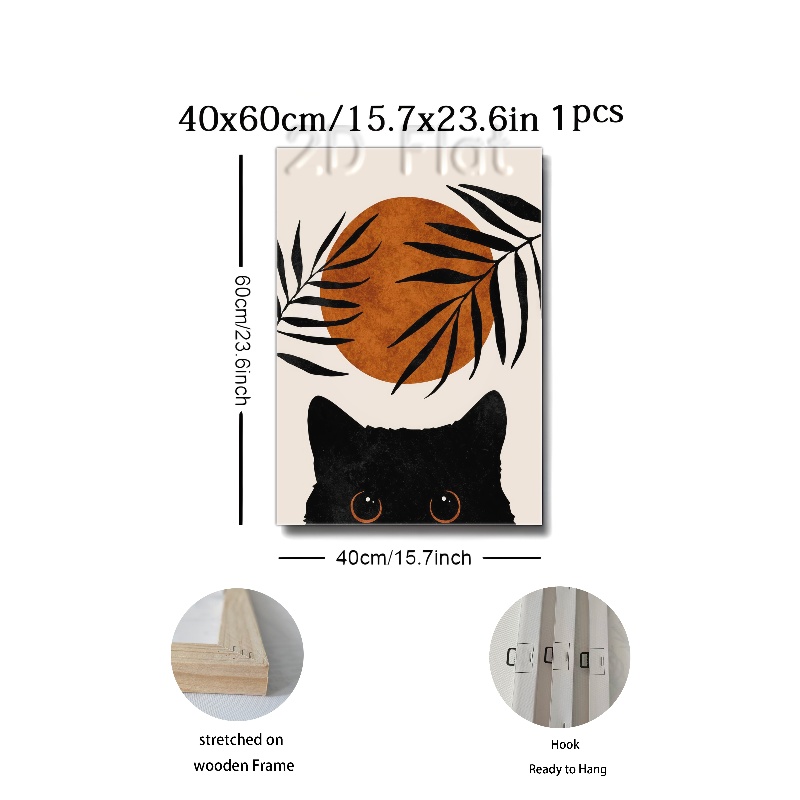 40x60cm/15.7x23.6in 1pcs
2D Flat
60cm/23.6inch
40cm/15.7inch
stretched on
wooden Frame
Hook
Ready to Hang